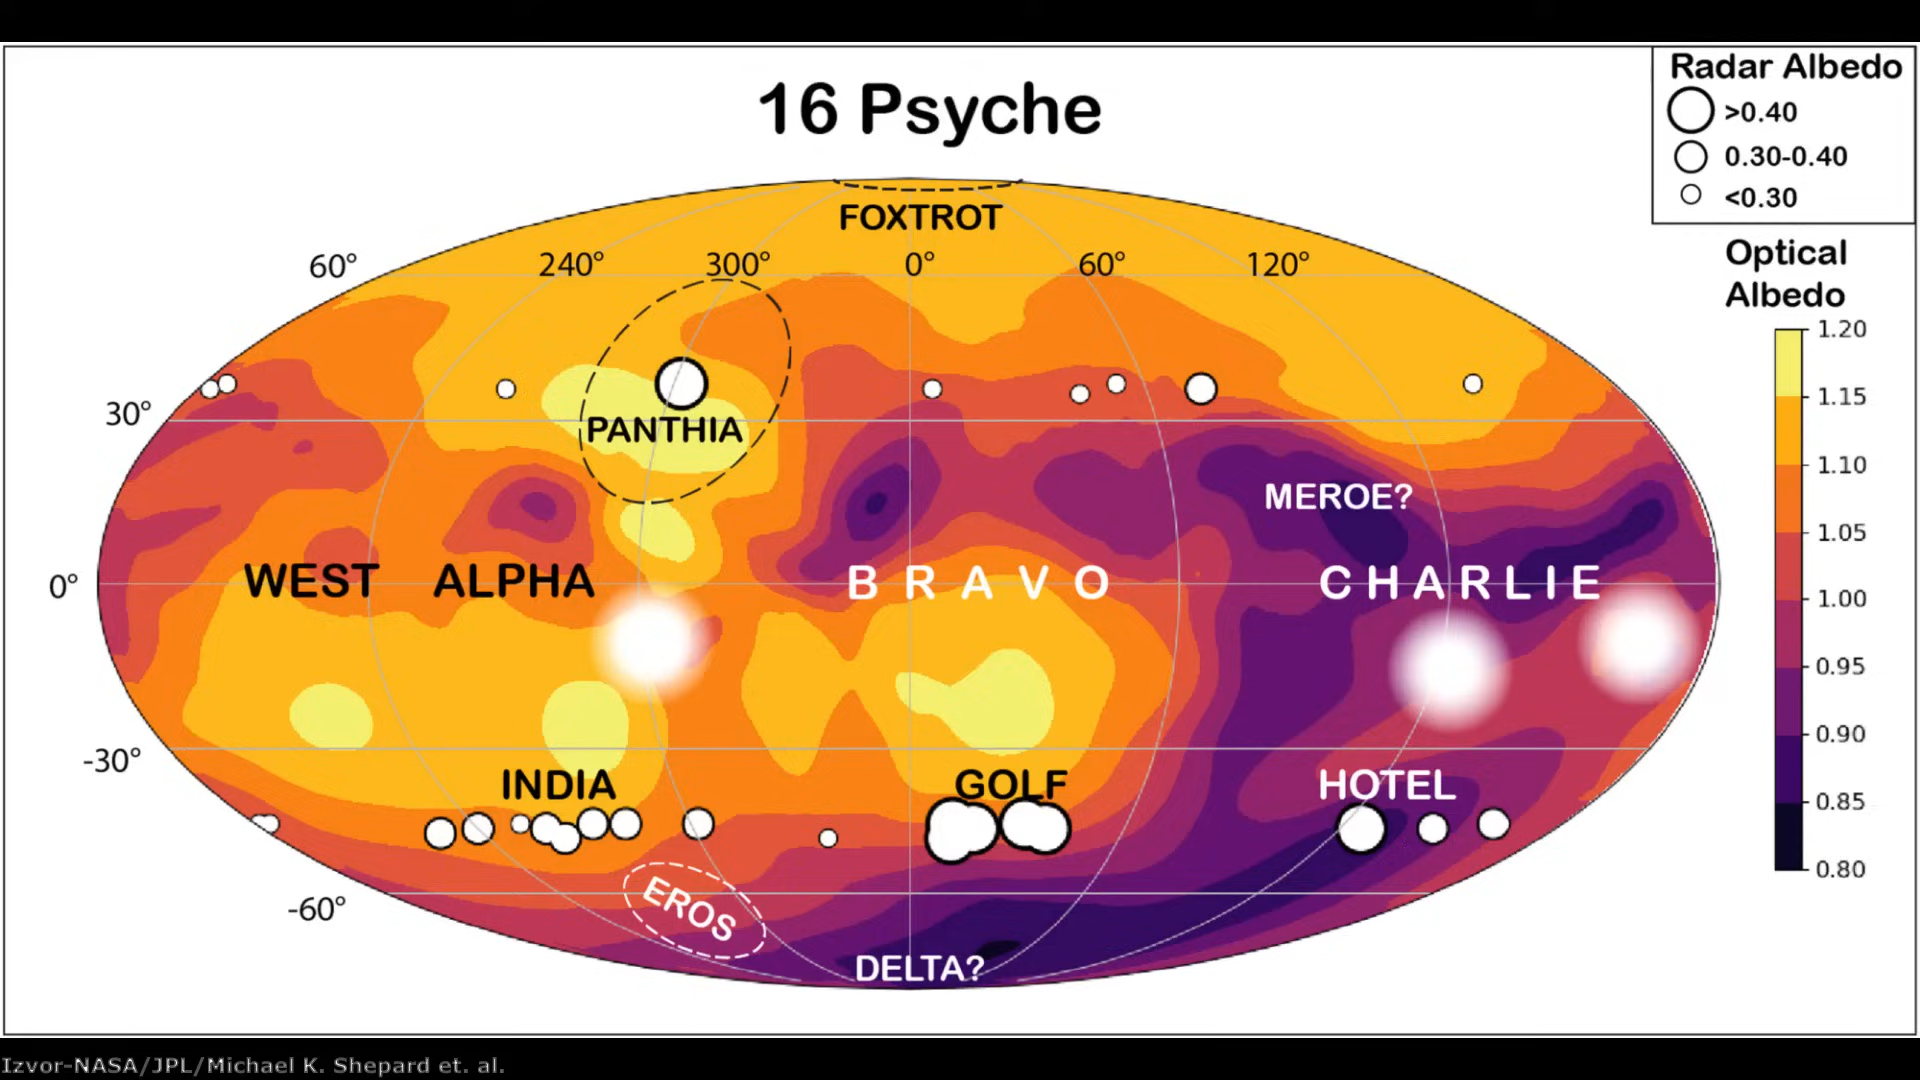 16 Psyche
Radar Albedo
>0.40
0.30-0.40
<0.30
Optical
Albedo
1.20
1.15
1.10
1.05
1.00
0.95
0.90
0.85
0.80
FOXTROT
60° 240° 300° 0° 60° 120°
30°
PANTHIA
MEROE?
0° WEST ALPHA BRAVO CHARLIE
-30°
INDIA GOLF HOTEL
EROS
-60°
DELTA?
Izvor-NASA/JPL/Michael K. Shepard et. al.